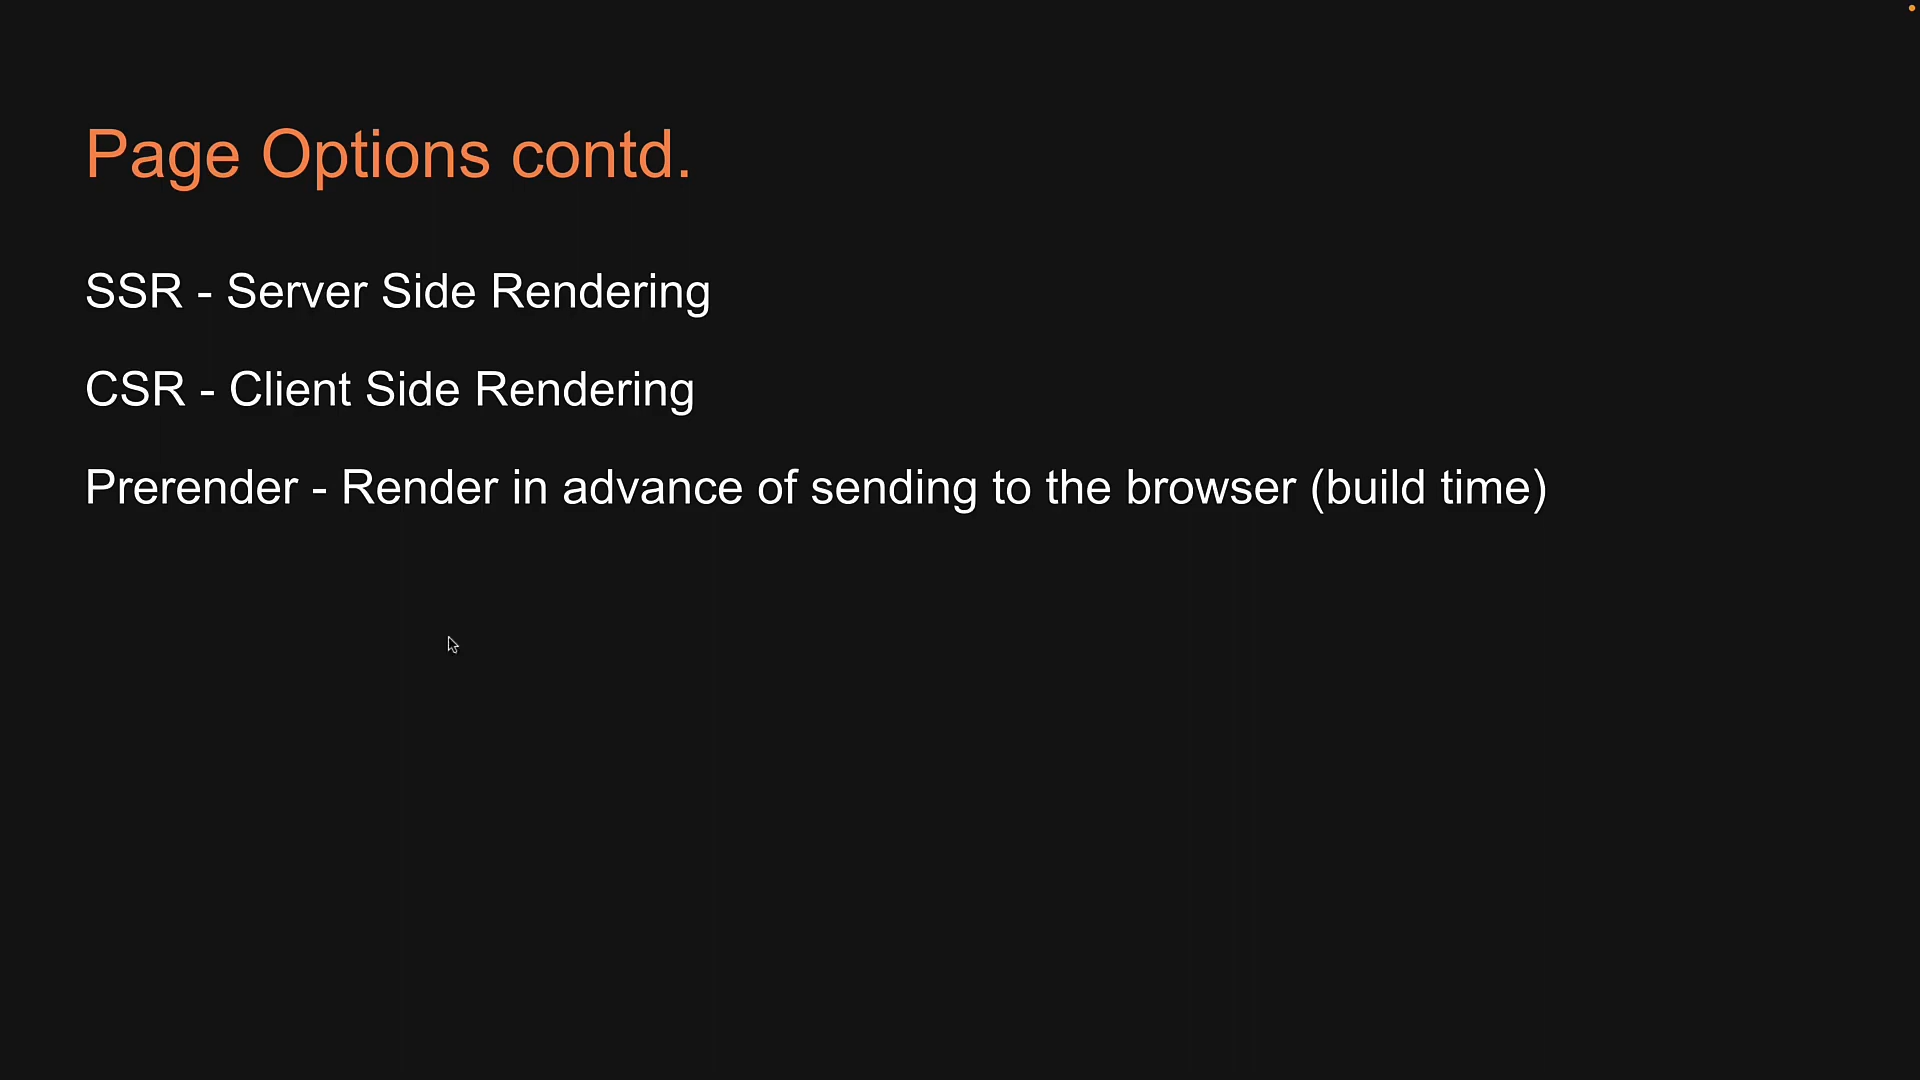 Page Options contd.
SSR - Server Side Rendering
CSR - Client Side Rendering
Prerender - Render in advance of sending to the browser (build time)